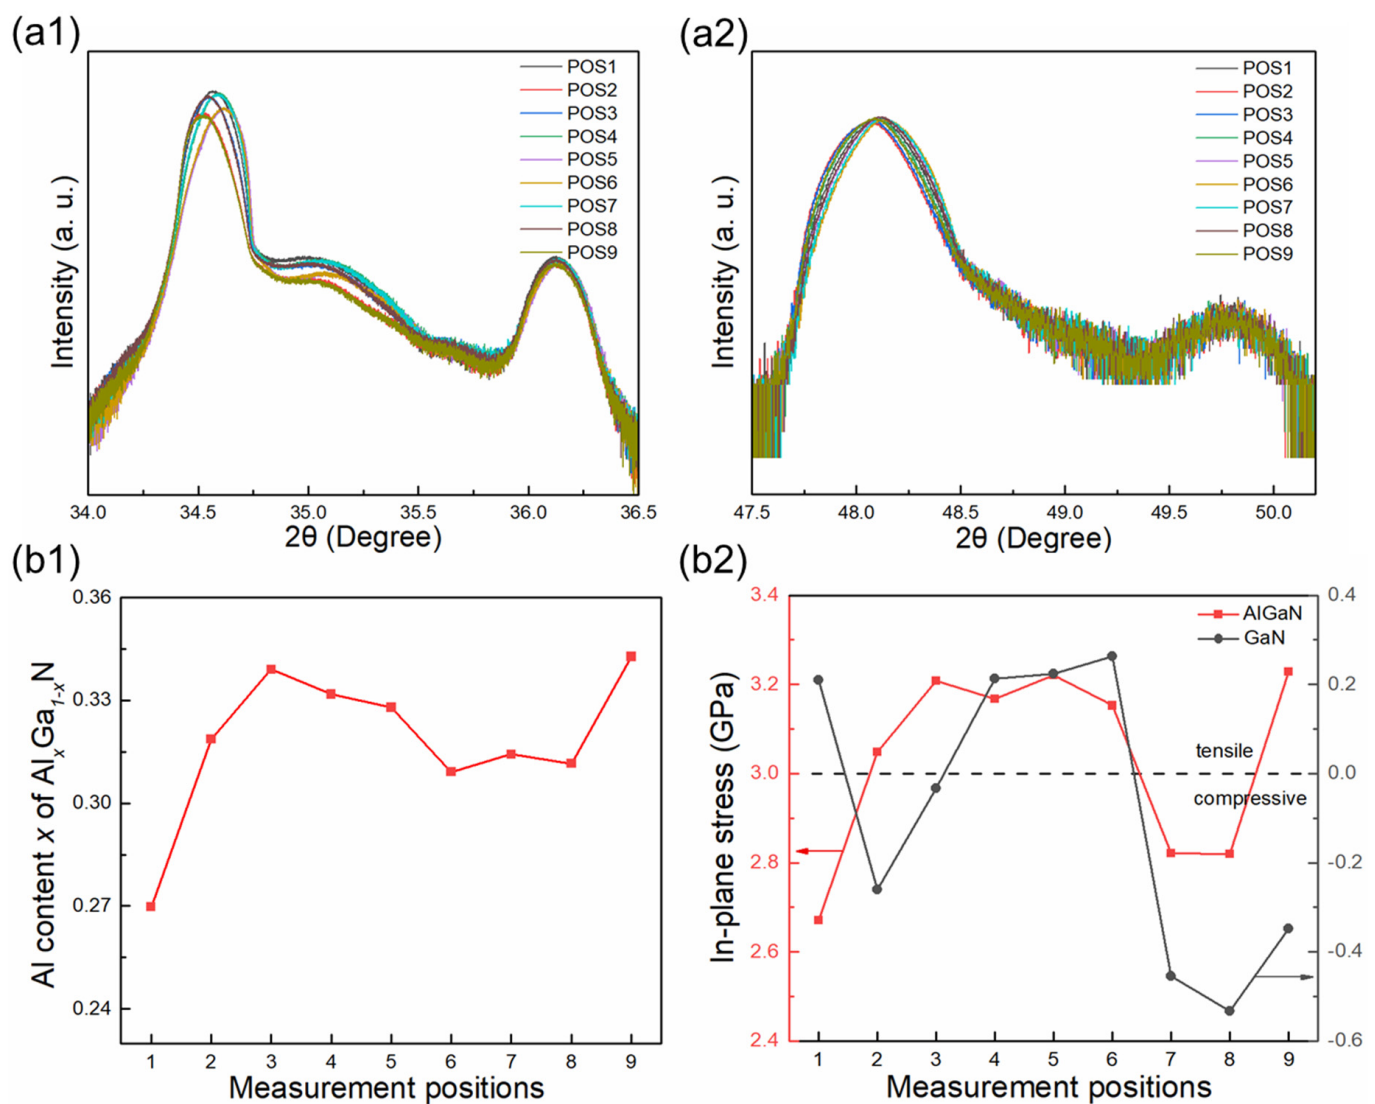 (a1)
Intensity (a. u.)
POS1
POS2
POS3
POS4
POS5
POS6
POS7
POS8
POS9
34.0 34.5 35.0 35.5 36.0 36.5
2θ (Degree)
(a2)
Intensity (a. u.)
POS1
POS2
POS3
POS4
POS5
POS6
POS7
POS8
POS9
47.5 48.0 48.5 49.0 49.5 50.0
2θ (Degree)
(b1)
Al content x of AlxGa1-xN
0.36
0.33
0.30
0.27
0.24
1 2 3 4 5 6 7 8 9
Measurement positions
(b2)
In-plane stress (GPa)
3.4
3.2
3.0
2.8
2.6
2.4
AlGaN
GaN
tensile
compressive
0.4
0.2
0.0
-0.2
-0.4
-0.6
1 2 3 4 5 6 7 8 9
Measurement positions